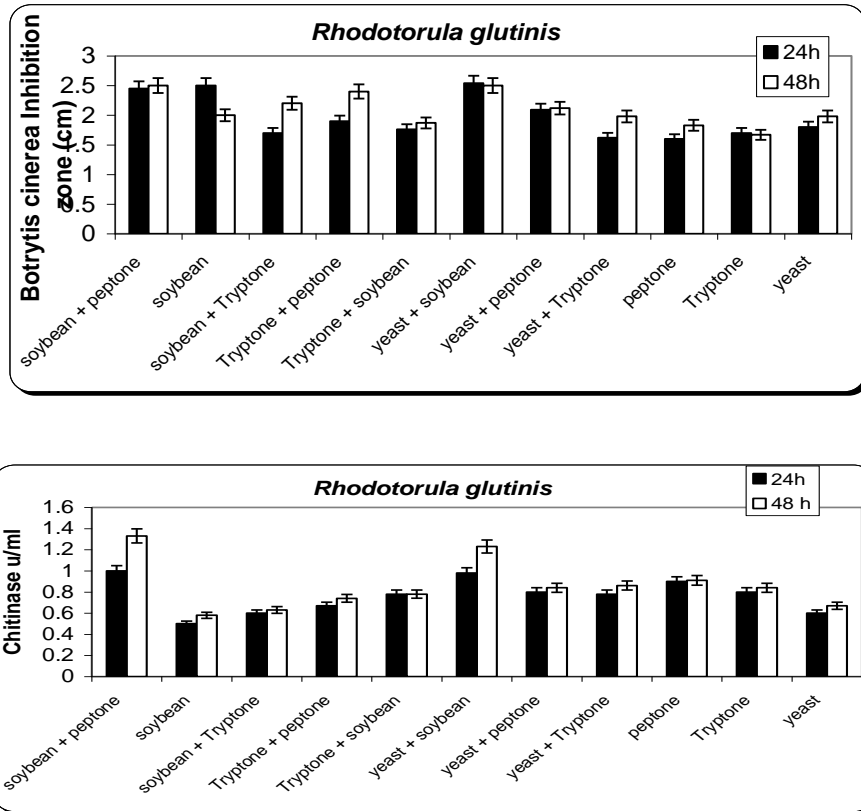 Rhodotorula glutinis
24h
48h
Botrytis cinerea Inhibition
zone (cm)
3
2.5
2
1.5
1
0.5
0
soybean + peptone
soybean
soybean + Tryptone
Tryptone + peptone
Tryptone + soybean
yeast + soybean
yeast + peptone
yeast + Tryptone
peptone
Tryptone
yeast
Rhodotorula glutinis
24h
48 h
Chitinase u/ml
1.6
1.4
1.2
1
0.8
0.6
0.4
0.2
0
soybean + peptone
soybean
soybean + Tryptone
Tryptone + peptone
Tryptone + soybean
yeast + soybean
yeast + peptone
yeast + Tryptone
peptone
Tryptone
yeast